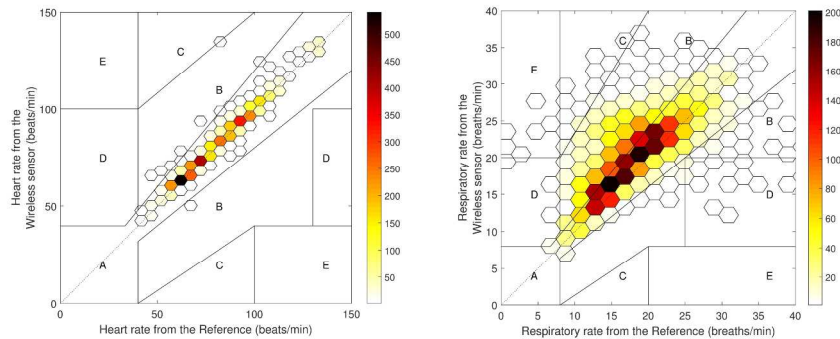 150
100
50
0
Heart rate from the
Wireless sensor (beats/min)
E
C
B
D
D
B
A
C
E
0
50
100
150
Heart rate from the Reference (beats/min)
500
450
400
350
300
250
200
150
100
50
40
35
30
25
20
15
10
5
0
Respiratory rate from the
Wireless sensor (breaths/min)
C
B
E
B
D
D
A
C
E
0
5
10
15
20
25
30
35
40
Respiratory rate from the Reference (breaths/min)
200
180
160
140
120
100
80
60
40
20